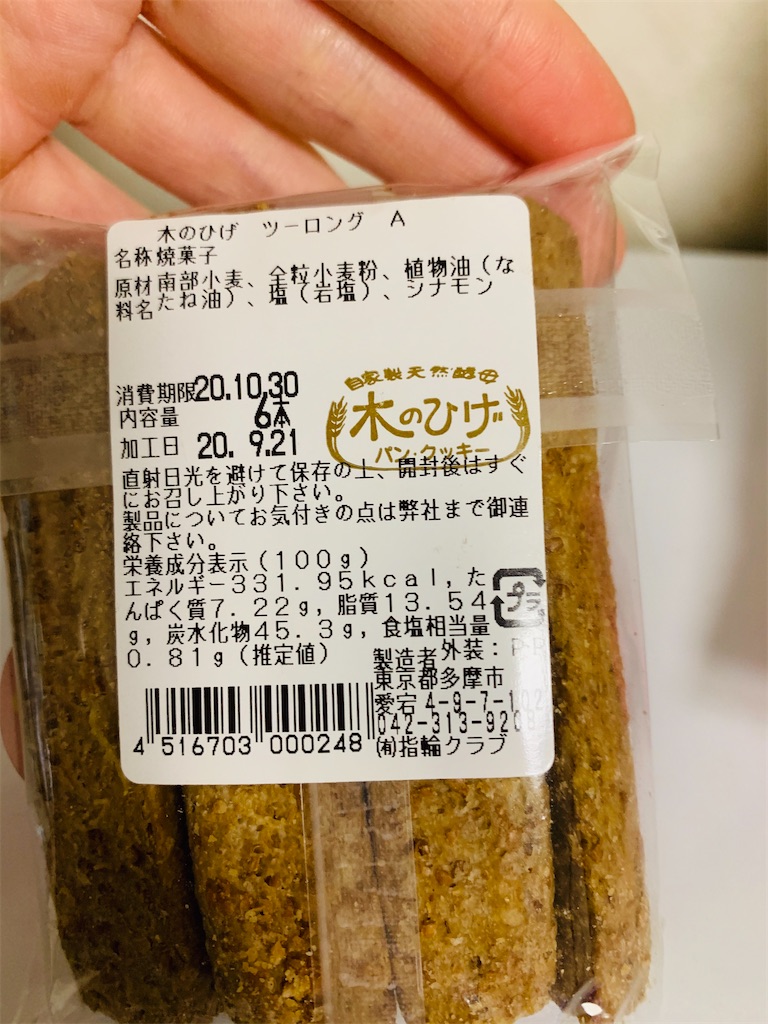 木のひげ ツーロング A
名称 焼菓子
原材料名 南部小麦、全粒小麦粉、植物油（な
たね油）、塩（岩塩）、シナモン
消費期限 20.10.30
内容量 6本
加工日 20. 9.21
自家製天然酵母
木のひげ
パン・クッキー
直射日光を避けて保存の上、開封後はすぐ
にお召し上がり下さい。
製品についてお気付きの点は弊社まで御連
絡下さい。
栄養成分表示（100g）
エネルギー331.95kcal, た
んぱく質7.22g, 脂質13.54
g, 炭水化物45.3g, 食塩相当量
0.81g（推定値）
プラ
外装:
製造者
東京都多摩市
愛宕4-9-7-102
042-313-920
㈲指輪クラブ
4 516703 000248